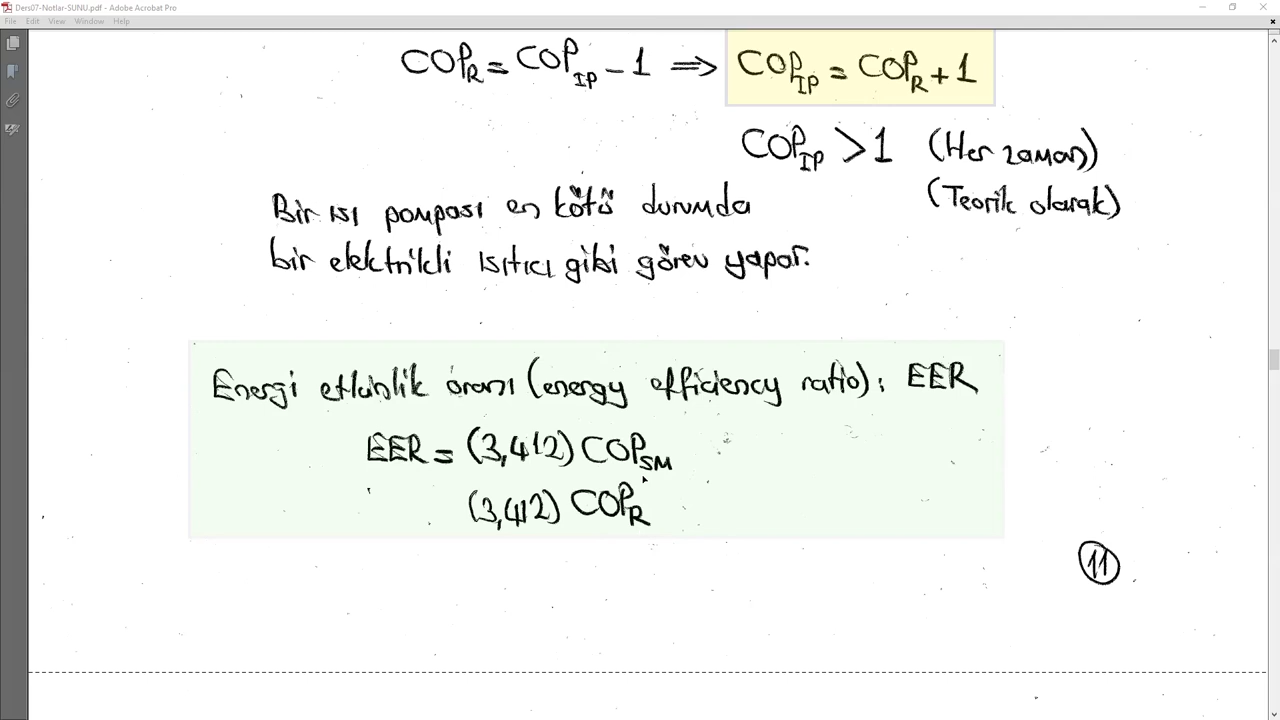 Ders07-Notlar-SUNU.pdf - Adobe Acrobat Pro
File Edit View Window Help
COP_R = COP_IP - 1 ⟹ COP_IP = COP_R + 1
COP_IP > 1 (Her zaman)
(Teorik olarak)
Bir ısı pompası en kötü durumda
bir elektrikli ısıtıcı gibi görev yapar.
Energi etkinlik oranı (energy efficiency ratio): EER
EER = (3,412) COP_SM
(3,412) COP_R
11